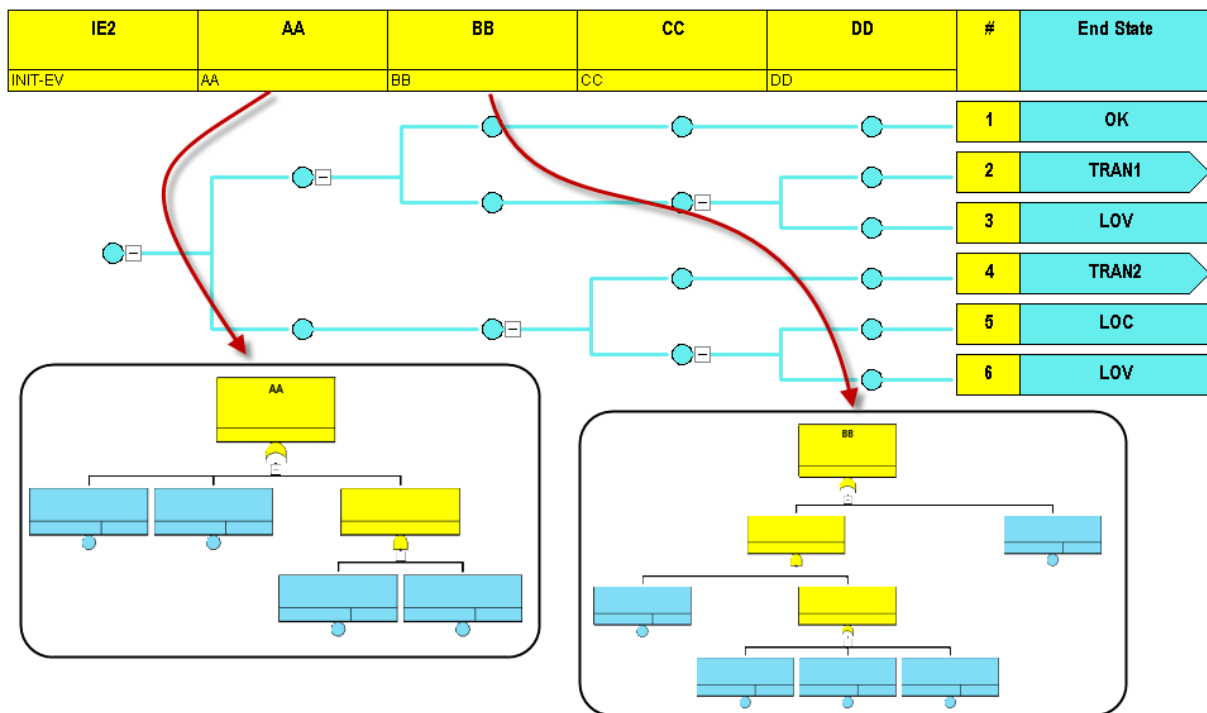 IE2 AA BB CC DD # End State
INIT-EV AA BB CC DD
1 OK
2 TRAN1
3 LOV
4 TRAN2
5 LOC
6 LOV
AA
BB